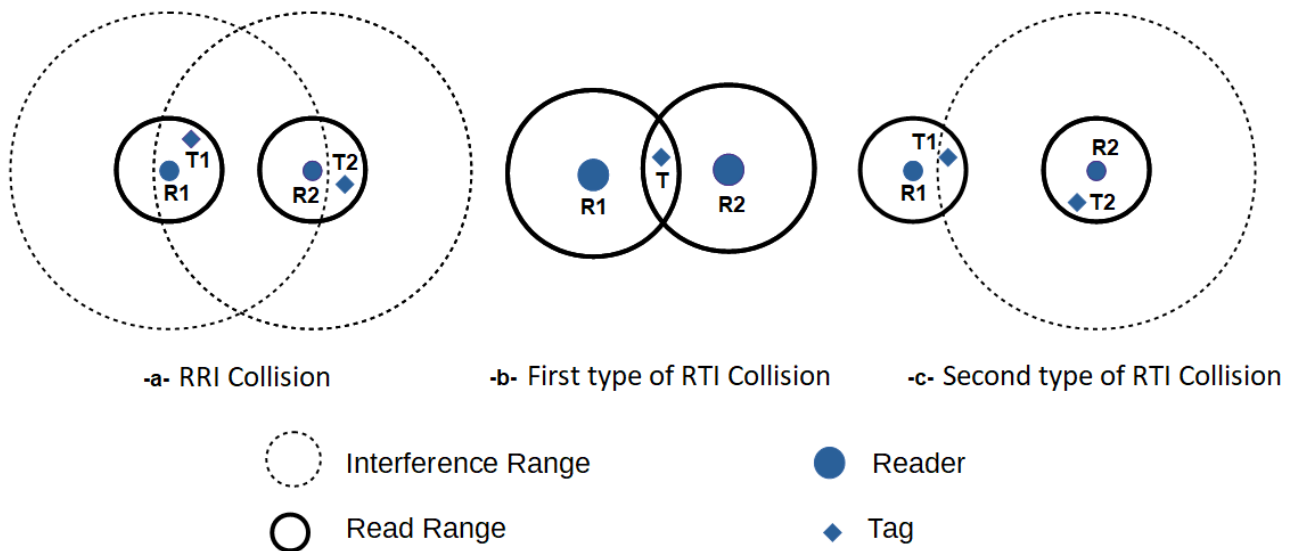 T1
R1
T2
R2
-a- RRI Collision
T
R1
R2
-b- First type of RTI Collision
T1
R1
R2
T2
-c- Second type of RTI Collision
Interference Range
Reader
Read Range
Tag